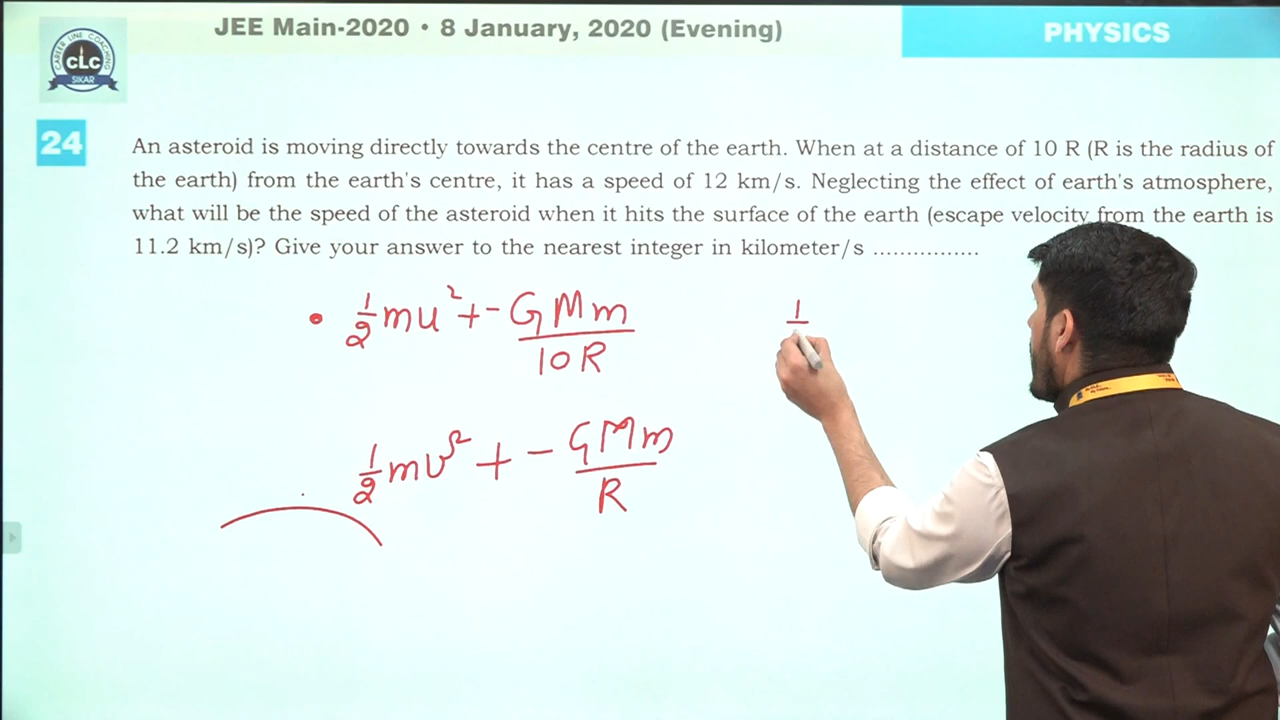 JEE Main-2020 • 8 January, 2020 (Evening)
PHYSICS
CAREER LINE COACHING
CLC
SIKAR
24
An asteroid is moving directly towards the centre of the earth. When at a distance of 10 R (R is the radius of
the earth) from the earth's centre, it has a speed of 12 km/s. Neglecting the effect of earth's atmosphere,
what will be the speed of the asteroid when it hits the surface of the earth (escape velocity from the earth is
11.2 km/s)? Give your answer to the nearest integer in kilometer/s ................
• 1/2 mu² + - GMm/10R
1/
1/2 mv² + - GMm/R